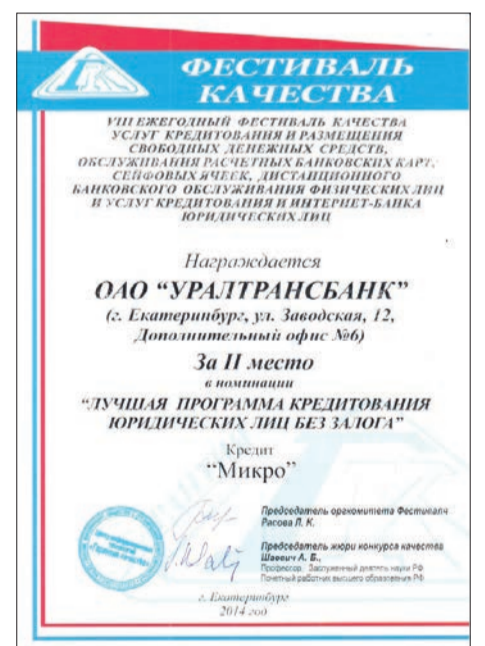 ФЕСТИВАЛЬ
КАЧЕСТВА
VIII ЕЖЕГОДНЫЙ ФЕСТИВАЛЬ КАЧЕСТВА
УСЛУГ КРЕДИТОВАНИЯ И РАЗМЕЩЕНИЯ
СВОБОДНЫХ ДЕНЕЖНЫХ СРЕДСТВ,
ОБСЛУЖИВАНИЯ РАСЧЕТНЫХ БАНКОВСКИХ КАРТ,
СЕЙФОВЫХ ЯЧЕЕК, ДИСТАНЦИОННОГО
БАНКОВСКОГО ОБСЛУЖИВАНИЯ ФИЗИЧЕСКИХ ЛИЦ
И УСЛУГ КРЕДИТОВАНИЯ И ИНТЕРНЕТ-БАНКА
ЮРИДИЧЕСКИХ ЛИЦ
Награждается
ОАО "УРАЛТРАНСБАНК"
(г. Екатеринбург, ул. Заводская, 12,
Дополнительный офис №6)
За II место
в номинации
"ЛУЧШАЯ ПРОГРАММА КРЕДИТОВАНИЯ
ЮРИДИЧЕСКИХ ЛИЦ БЕЗ ЗАЛОГА"
Кредит
"Микро"
Председатель оргкомитета Фестиваля
Расова Л. К.
Председатель жюри конкурса качества
Шеевич А. Б.,
Профессор. Заслуженный деятель науки РФ
Почетный работник высшего образования РФ
г. Екатеринбург
2014 год